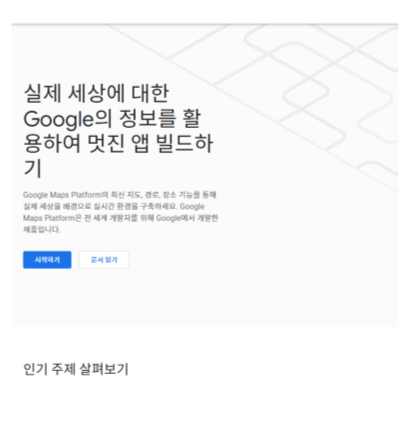 실제 세상에 대한
Google의 정보를 활
용하여 멋진 앱 빌드하
기
Google Maps Platform의 최신 지도, 경로, 장소 기능을 통해
실제 세상을 배경으로 실시간 환경을 구축하세요. Google
Maps Platform은 전 세계 개발자를 위해 Google에서 개발한
제품입니다.
시작하기
문서 읽기
인기 주제 살펴보기